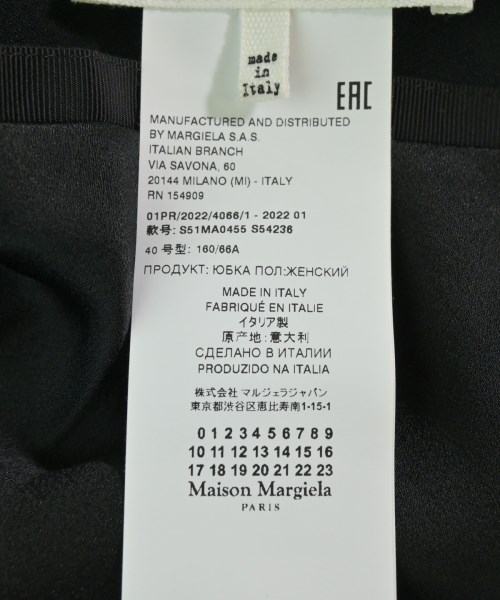 made
in
Italy
EAC
MANUFACTURED AND DISTRIBUTED
BY MARGIELA S.A.S.
ITALIAN BRANCH
VIA SAVONA, 60
20144 MILANO (MI) - ITALY
RN 154909
01PR/2022/4066/1 - 2022 01
款号: S51MA0455 S54236
40 号型: 160/66A
ПРОДУКТ: ЮБКА ПОЛ:ЖЕНСКИЙ
MADE IN ITALY
FABRIQUÉ EN ITALIE
イタリア製
原产地: 意大利
СДЕЛАНО В ИТАЛИИ
PRODUZIDO NA ITALIA
株式会社 マルジェラジャパン
東京都渋谷区恵比寿南1-15-1
0 1 2 3 4 5 6 7 8 9
10 11 12 13 14 15 16
17 18 19 20 21 22 23
Maison Margiela
PARIS